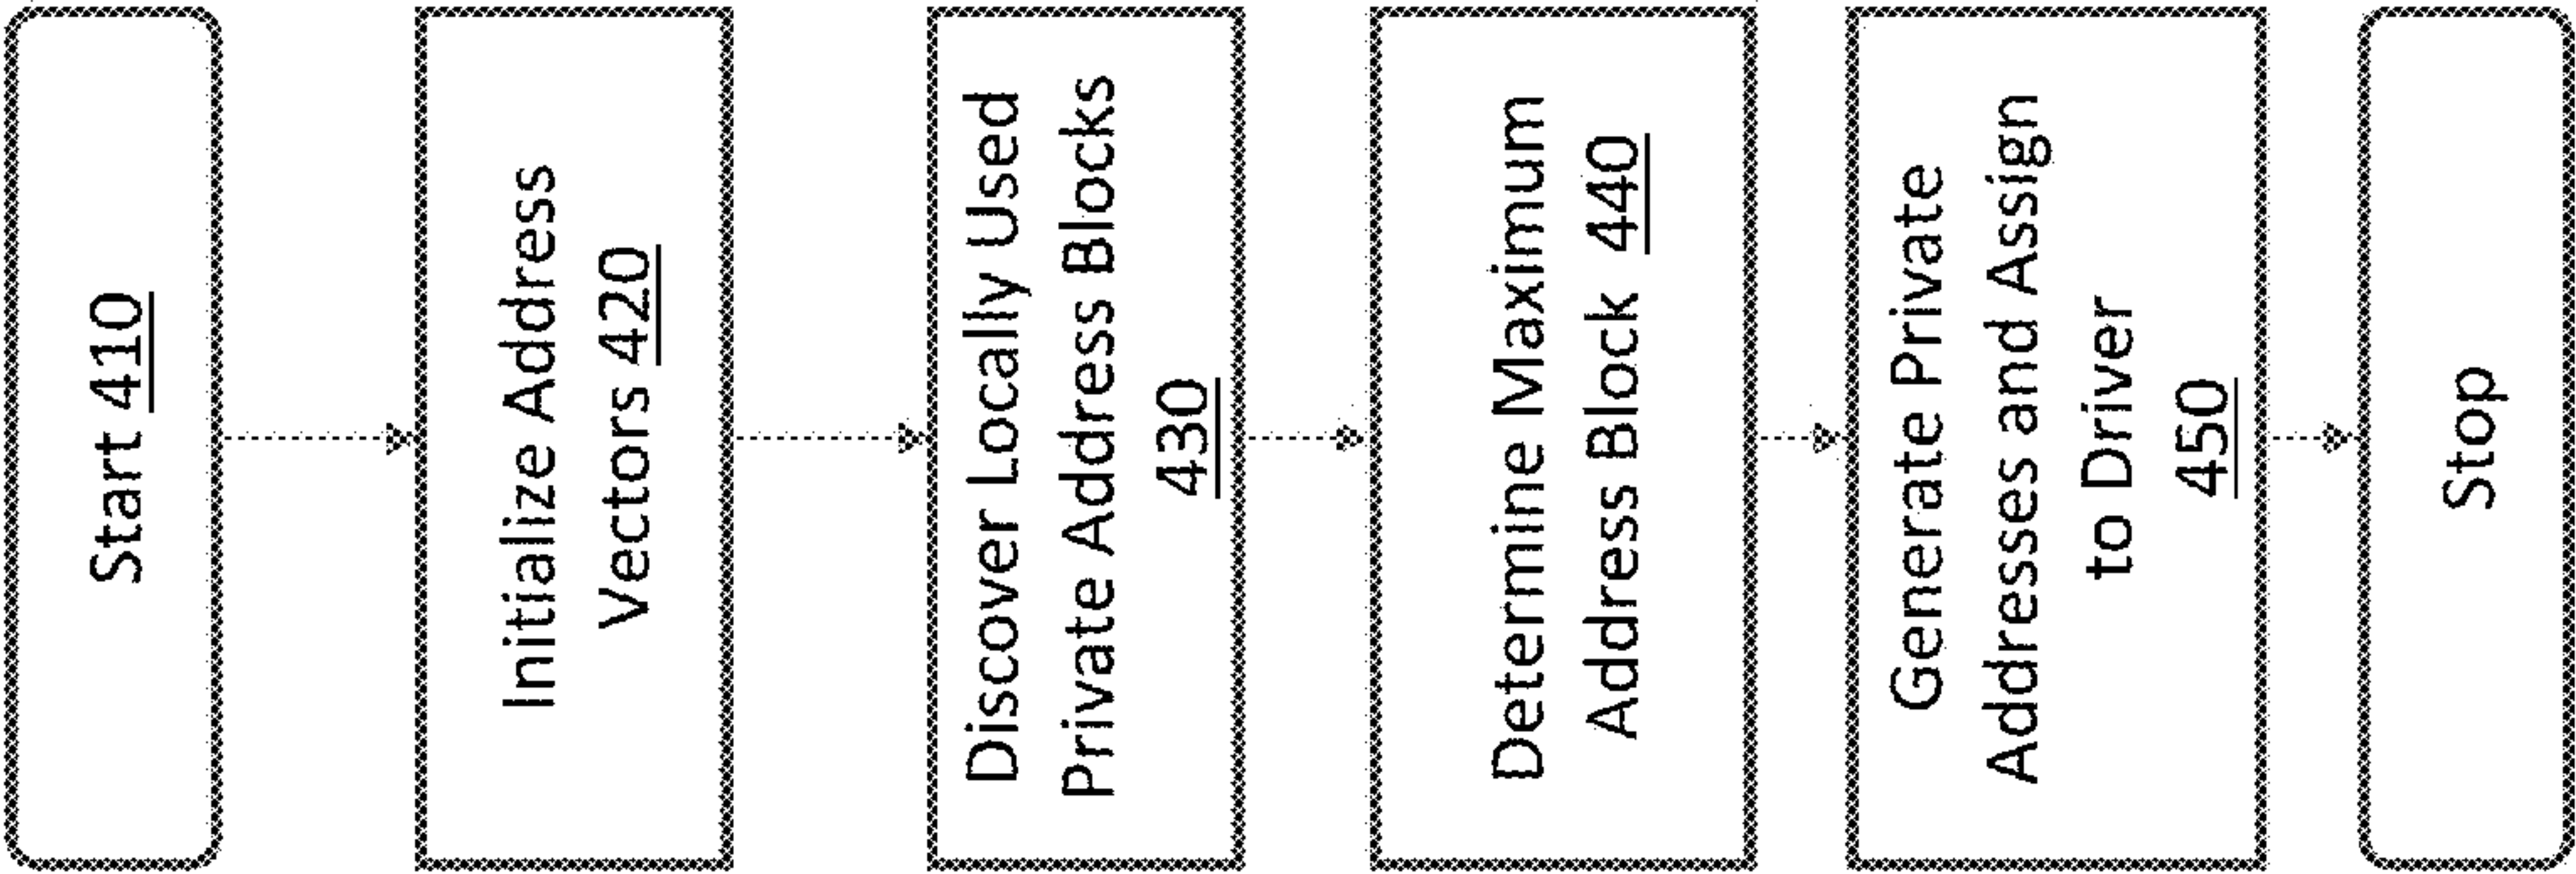 Start 410
Initialize Address
Vectors 420
Discover Locally Used
Private Address Blocks
430
Determine Maximum
Address Block 440
Generate Private
Addresses and Assign
to Driver
450
Stop